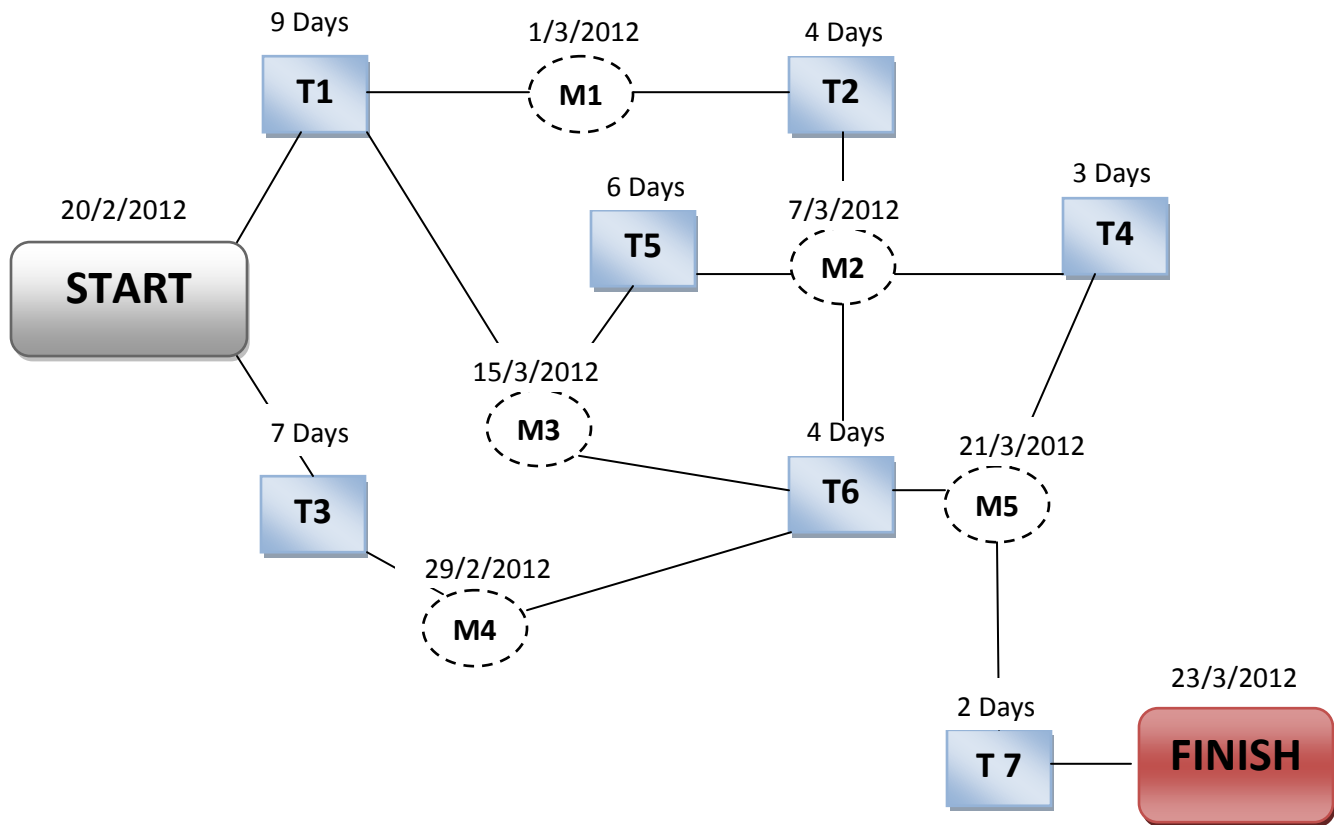 9 Days
T1
1/3/2012
M1
4 Days
T2
20/2/2012
START
6 Days
T5
7/3/2012
M2
3 Days
T4
15/3/2012
M3
7 Days
T3
4 Days
T6
21/3/2012
M5
29/2/2012
M4
2 Days
T 7
23/3/2012
FINISH